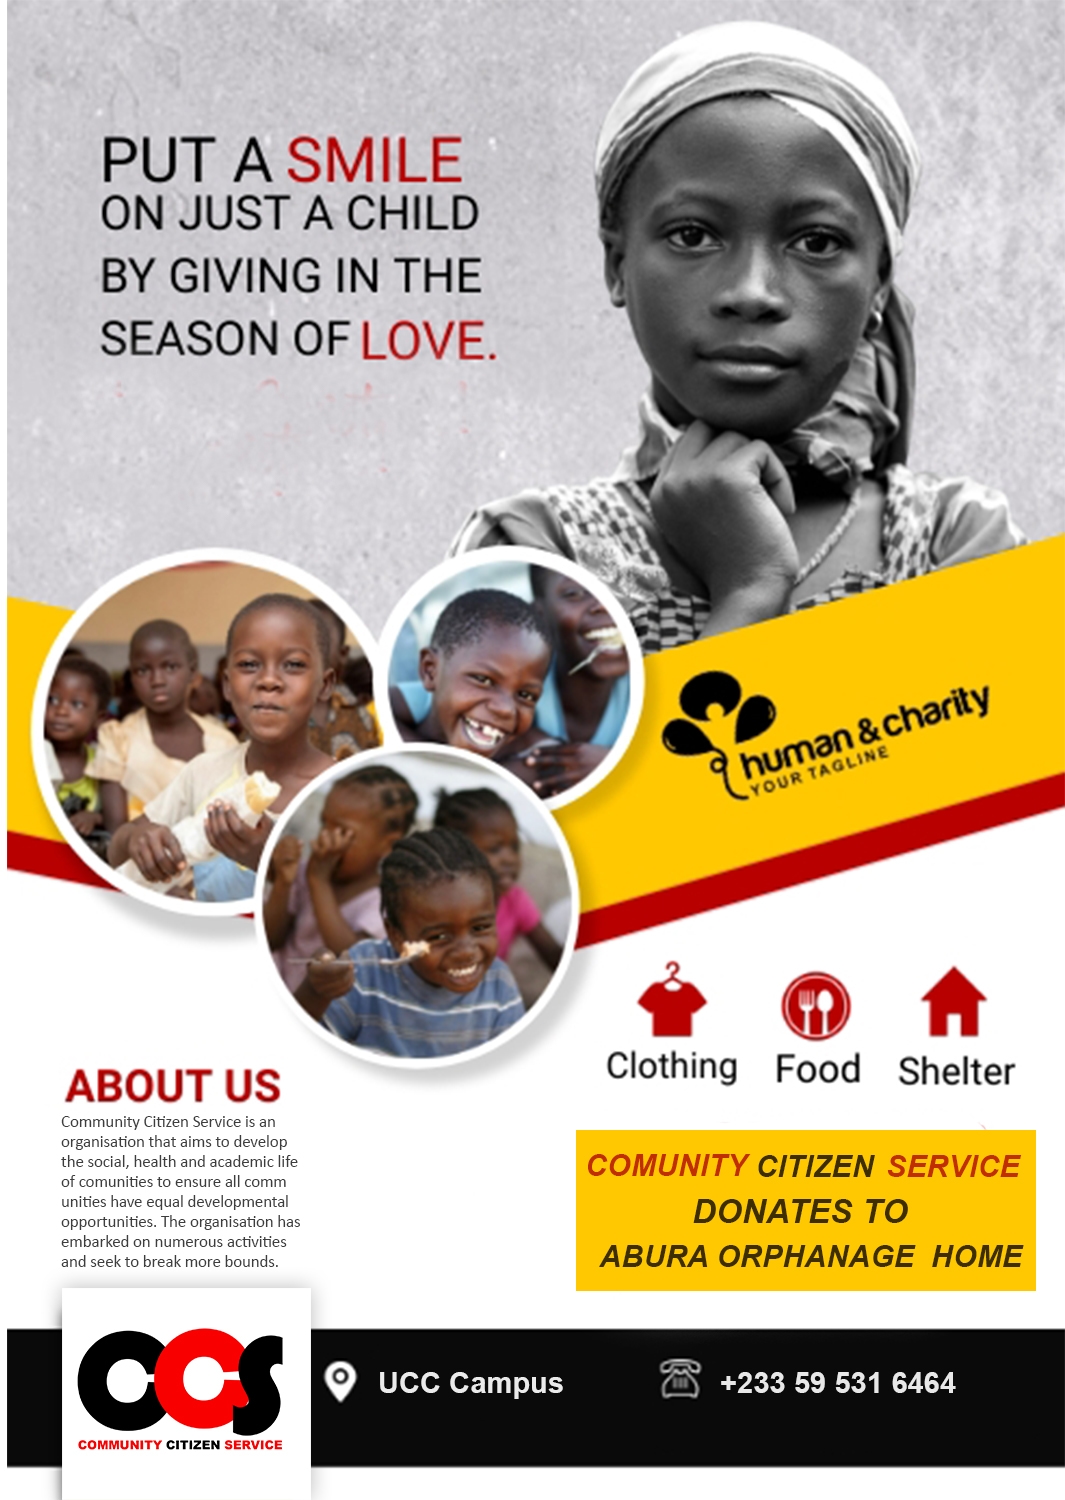 PUT A SMILE
ON JUST A CHILD
BY GIVING IN THE
SEASON OF LOVE.
human & charity
YOUR TAGLINE
Clothing Food Shelter
ABOUT US
Community Citizen Service is an
organisation that aims to develop
the social, health and academic life
of comunities to ensure all comm
unities have equal developmental
opportunities. The organisation has
embarked on numerous activities
and seek to break more bounds.
COMUNITY CITIZEN SERVICE
DONATES TO
ABURA ORPHANAGE HOME
CCS
COMMUNITY CITIZEN SERVICE
UCC Campus
+233 59 531 6464